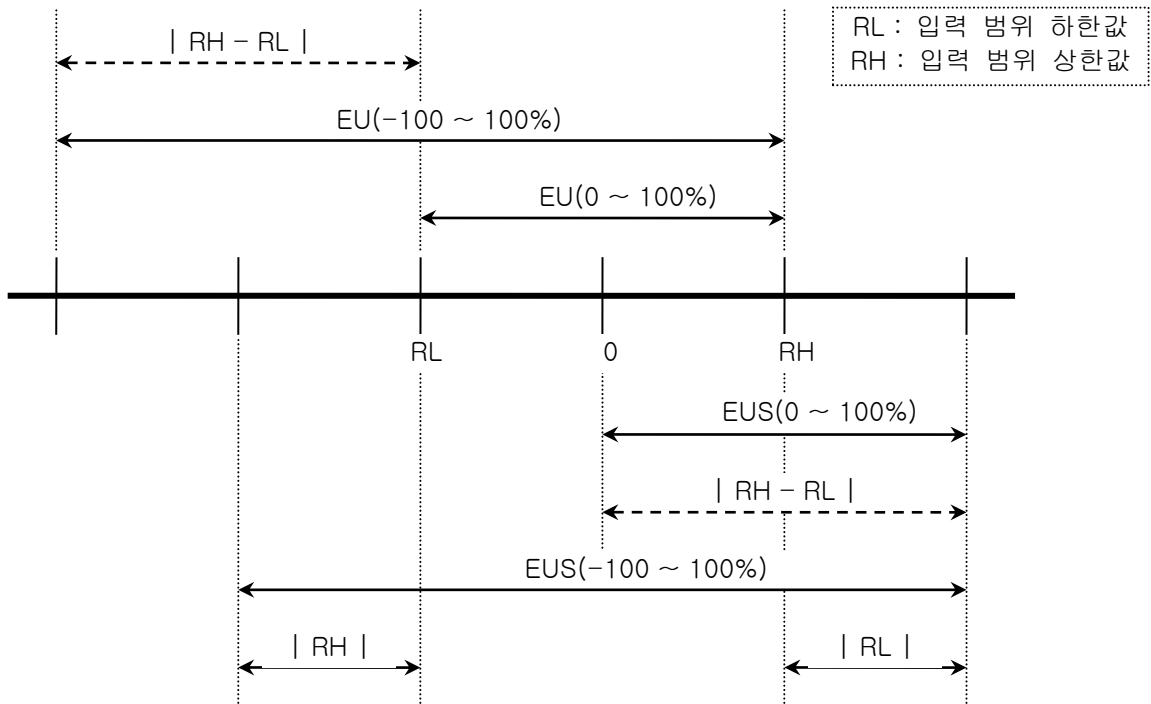 RL : 입력 범위 하한값
RH : 입력 범위 상한값
| RH - RL |
EU(-100 ~ 100%)
EU(0 ~ 100%)
RL
0
RH
EUS(0 ~ 100%)
| RH - RL |
EUS(-100 ~ 100%)
| RH |
| RL |